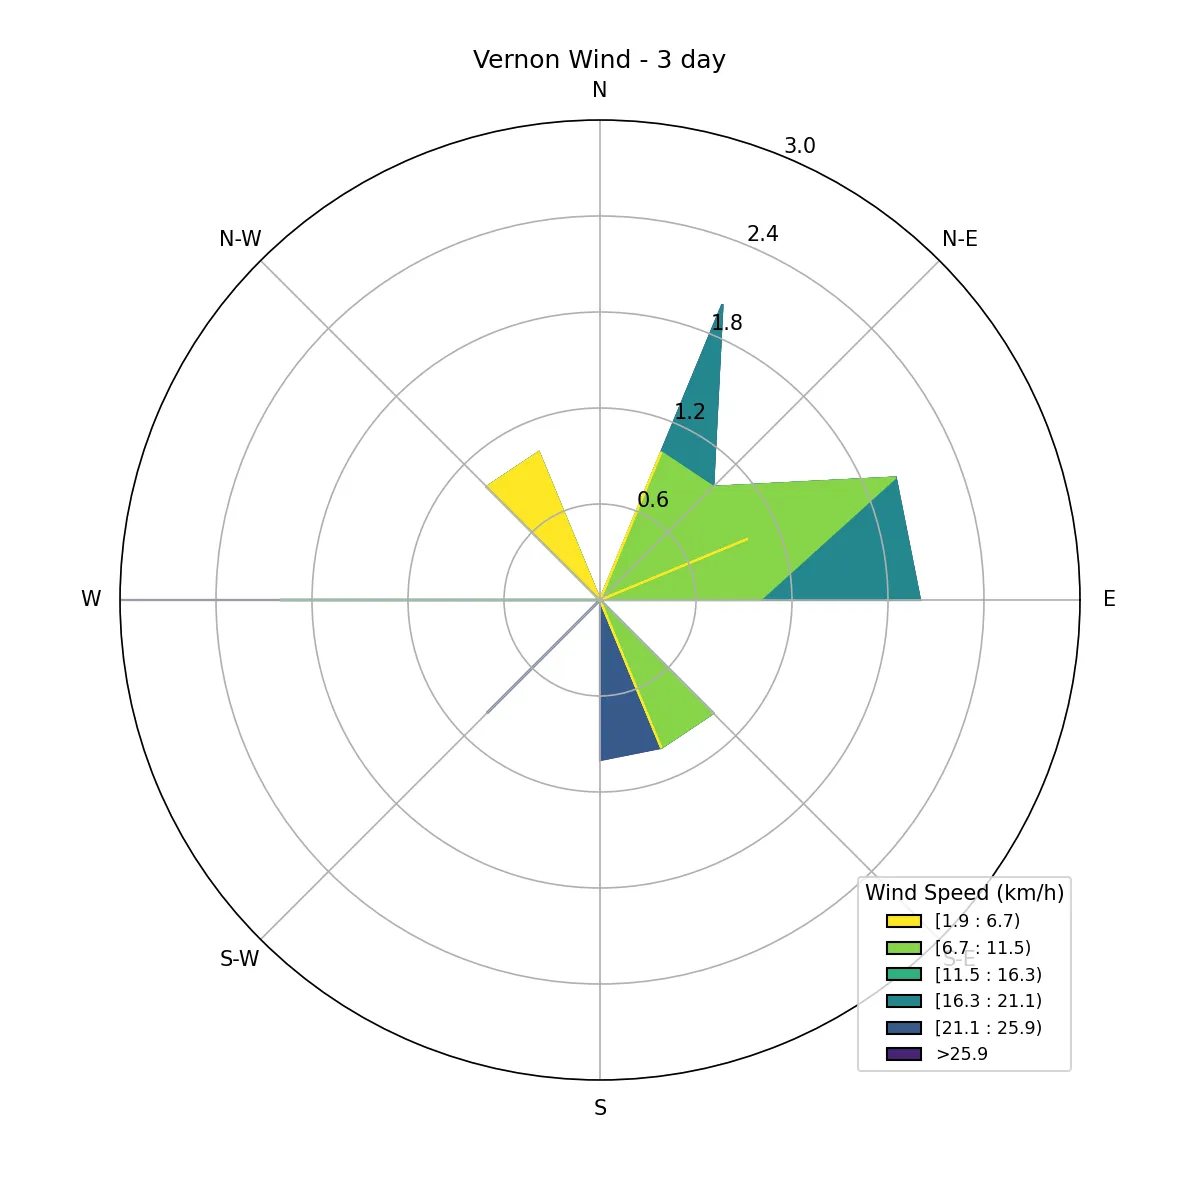 Vernon Wind - 3 day
N
3.0
N-W
2.4
N-E
1.8
1.2
0.6
W
E
S-W
S-E
S
Wind Speed (km/h)
[1.9 : 6.7)
[6.7 : 11.5)
[11.5 : 16.3)
[16.3 : 21.1)
[21.1 : 25.9)
>25.9